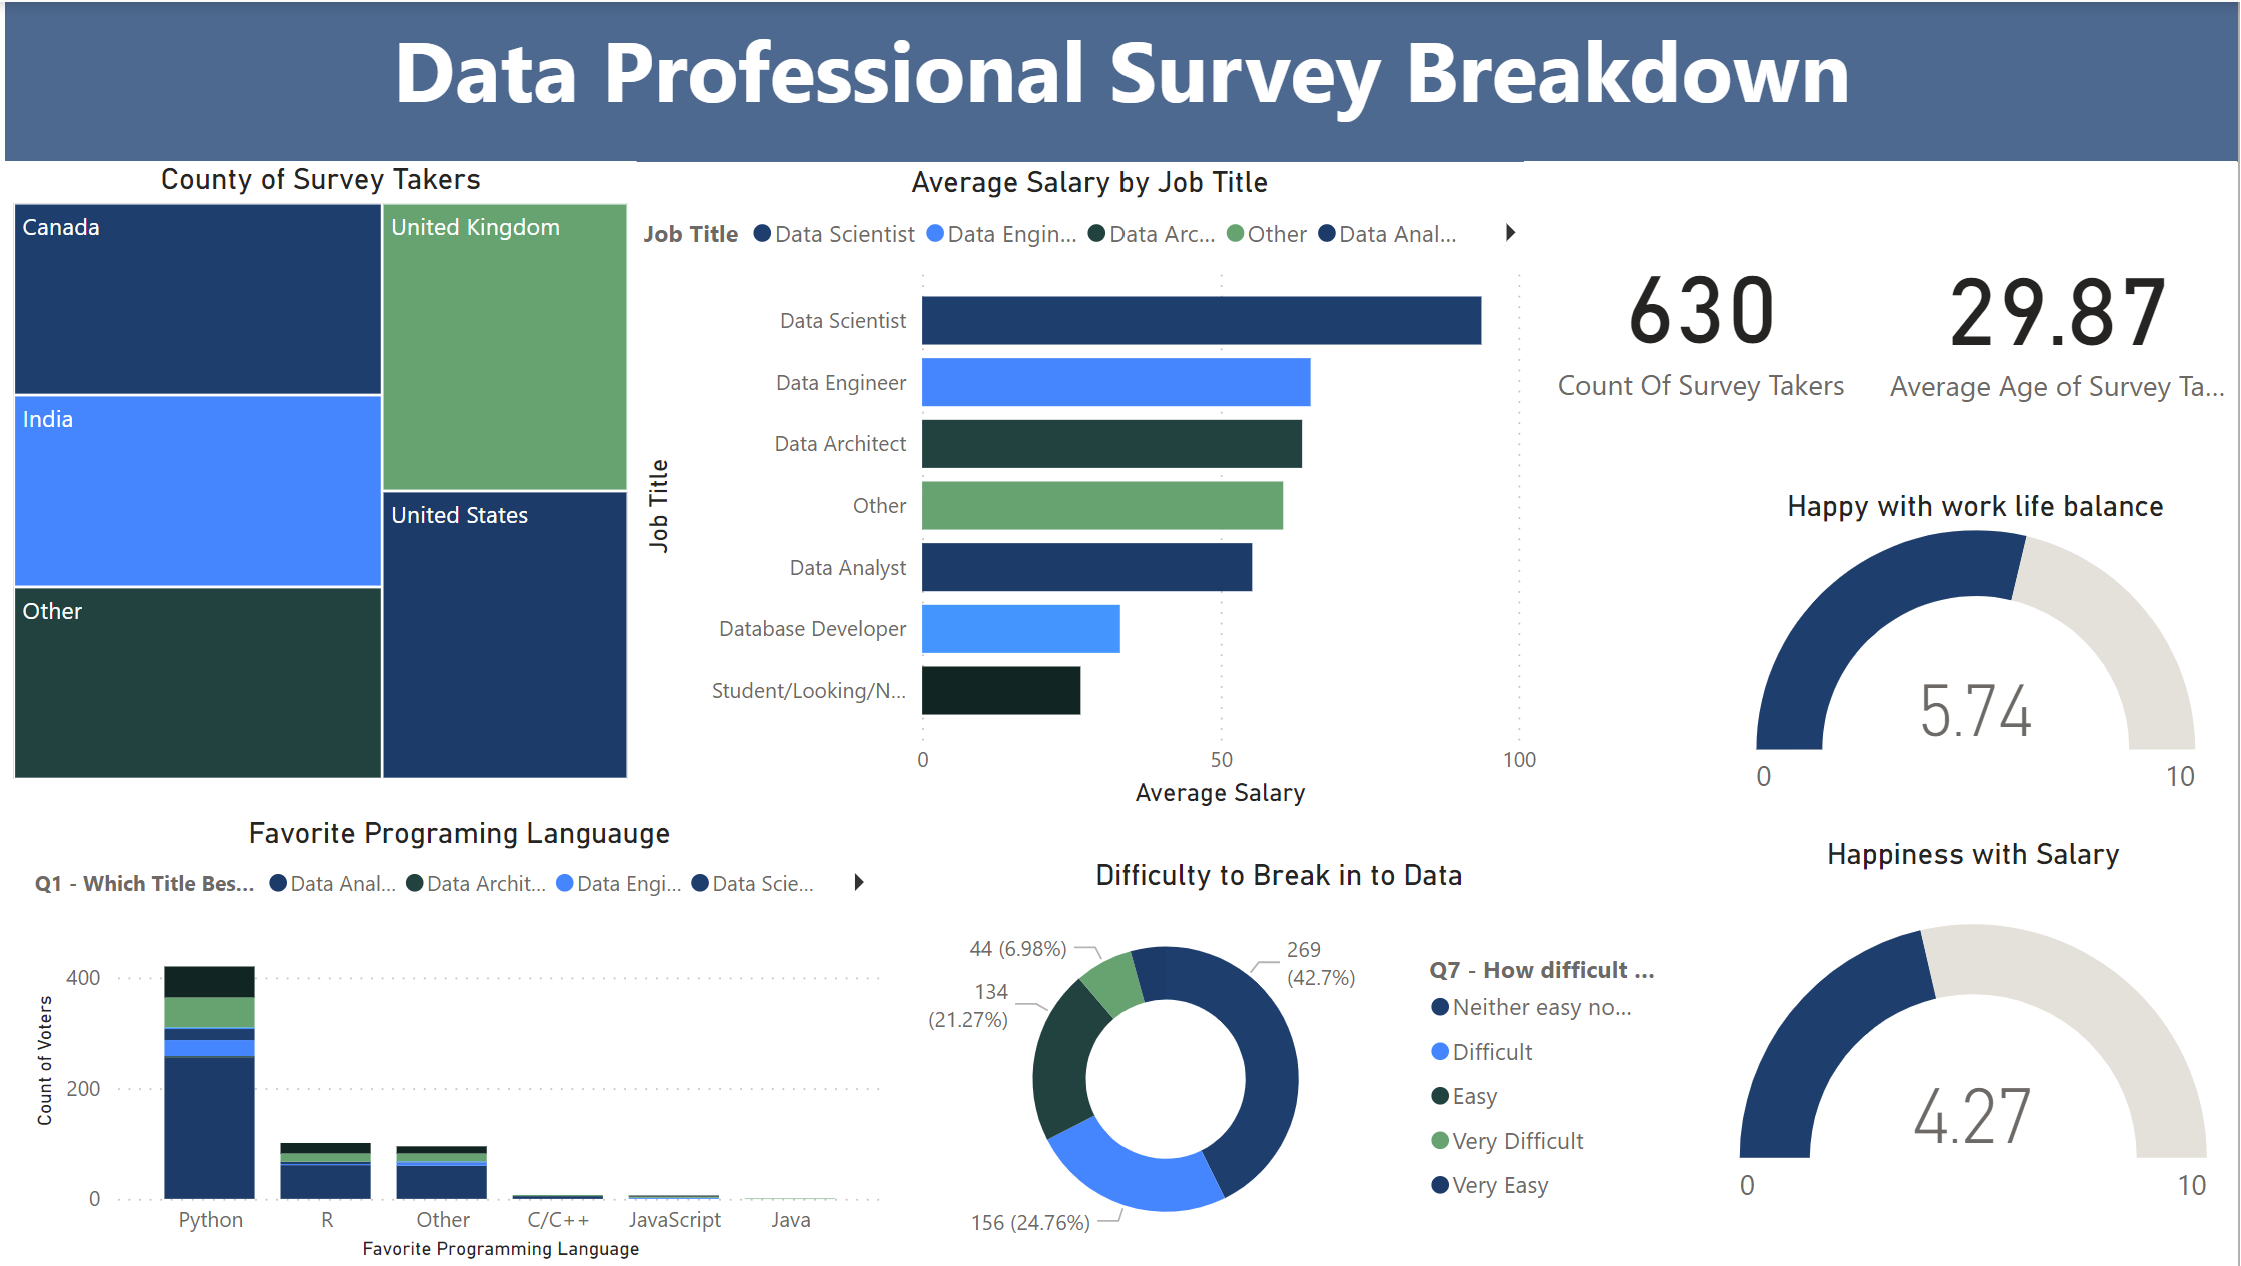 Data Professional Survey Breakdown
County of Survey Takers
Canada
United Kingdom
India
United States
Other
Average Salary by Job Title
Job Title Data Scientist Data Engin... Data Arc... Other Data Anal...
Job Title
Data Scientist
Data Engineer
Data Architect
Other
Data Analyst
Database Developer
Student/Looking/N...
0 50 100
Average Salary
630
Count Of Survey Takers
29.87
Average Age of Survey Ta...
Happy with work life balance
5.74
0 10
Favorite Programing Languauge
Q1 - Which Title Bes... Data Anal... Data Archit... Data Engi... Data Scie...
Count of Voters
400
200
0
Python R Other C/C++ JavaScript Java
Favorite Programming Language
Difficulty to Break in to Data
44 (6.98%)
269
(42.7%)
134
(21.27%)
156 (24.76%)
Q7 - How difficult ...
Neither easy no...
Difficult
Easy
Very Difficult
Very Easy
Happiness with Salary
4.27
0 10